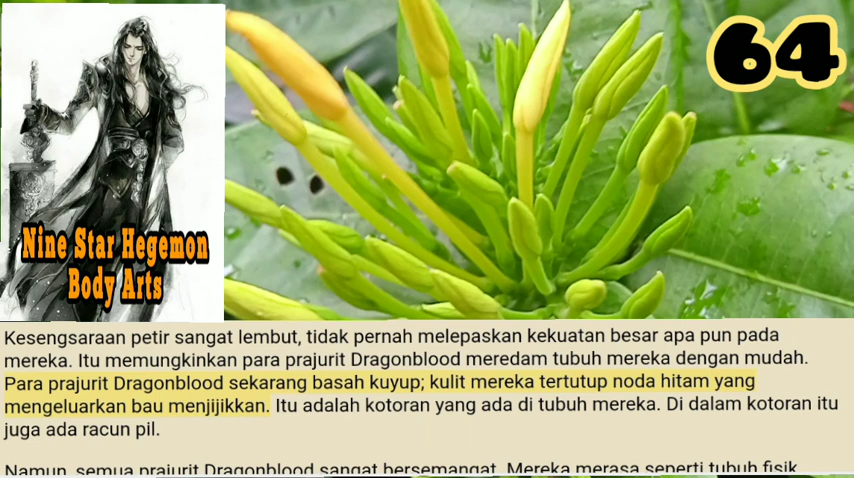 64
Nine Star Hegemon
Body Arts
Kesengsaraan petir sangat lembut, tidak pernah melepaskan kekuatan besar apa pun pada
mereka. Itu memungkinkan para prajurit Dragonblood meredam tubuh mereka dengan mudah.
Para prajurit Dragonblood sekarang basah kuyup; kulit mereka tertutup noda hitam yang
mengeluarkan bau menjijikkan. Itu adalah kotoran yang ada di tubuh mereka. Di dalam kotoran itu
juga ada racun pil.
Namun, semua prajurit Dragonblood sangat bersemangat. Mereka merasa seperti tubuh fisik